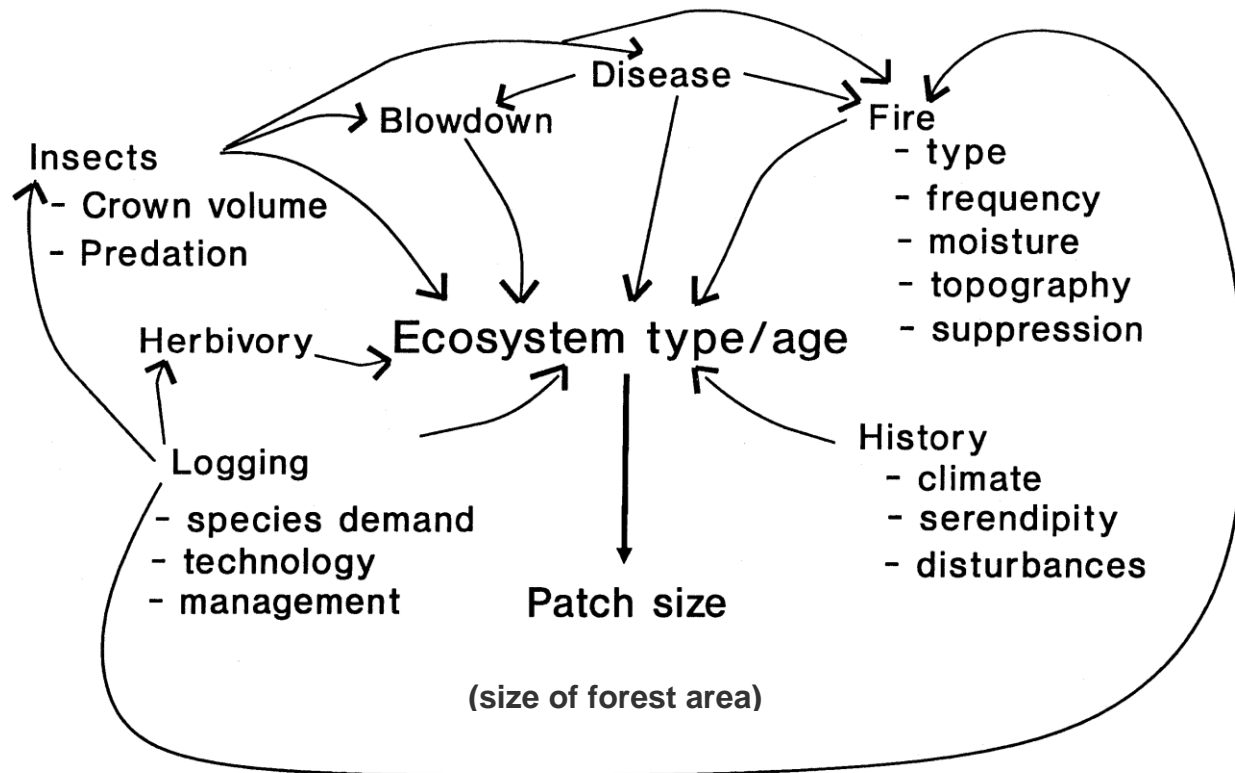 Disease
Blowdown
Fire
- type
- frequency
- moisture
- topography
- suppression
Insects
- Crown volume
- Predation
Herbivory
Ecosystem type/age
Logging
- species demand
- technology
- management
History
- climate
- serendipity
- disturbances
Patch size
(size of forest area)